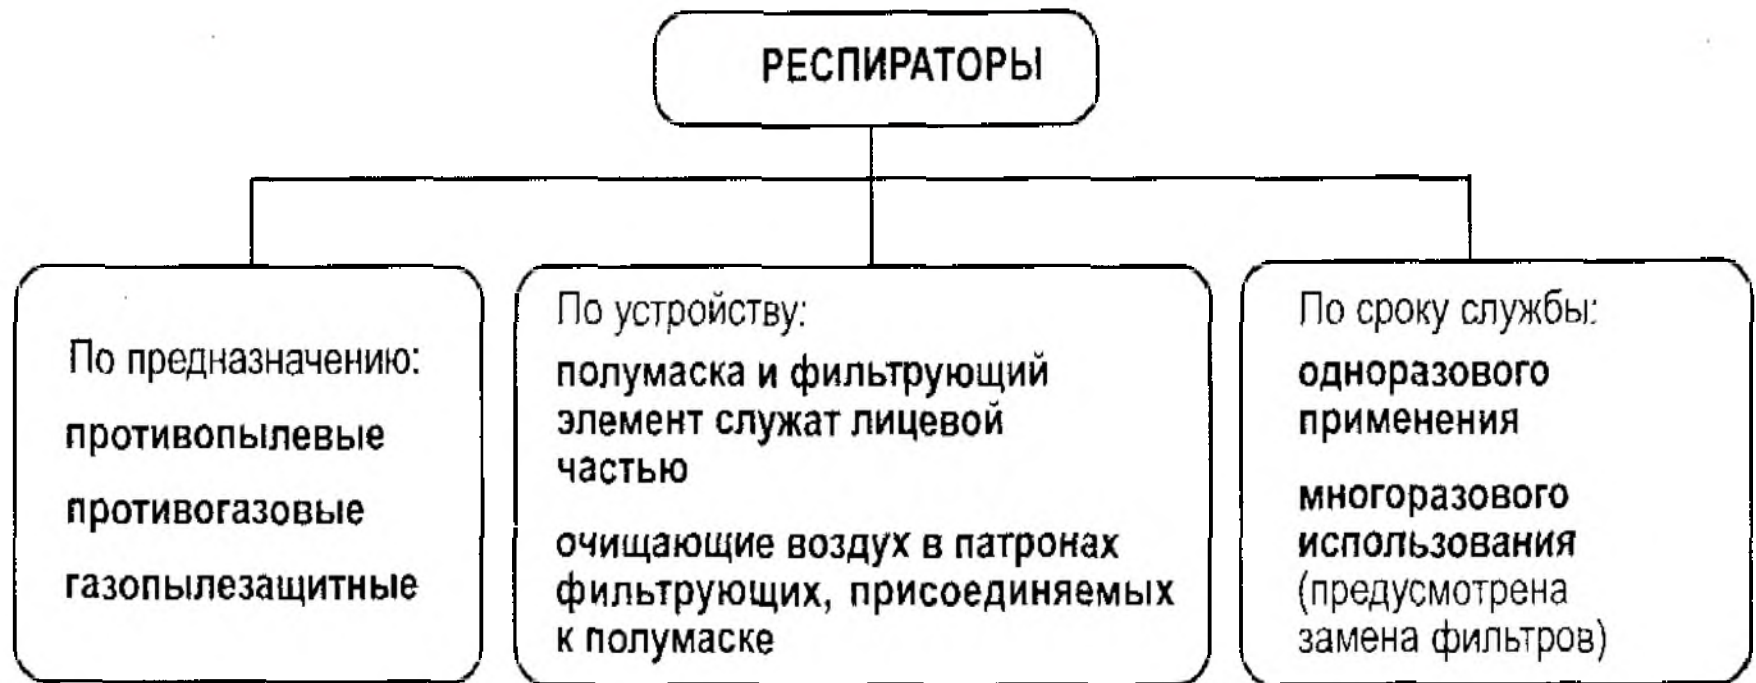 РЕСПИРАТОРЫ
По предназначению:
противопылевые
противогазовые
газопылезащитные
По устройству:
полумаска и фильтрующий
элемент служат лицевой
частью
очищающие воздух в патронах
фильтрующих, присоединяемых
к полумаске
По сроку службы:
одноразового
применения
многоразового
использования
(предусмотрена
замена фильтров)